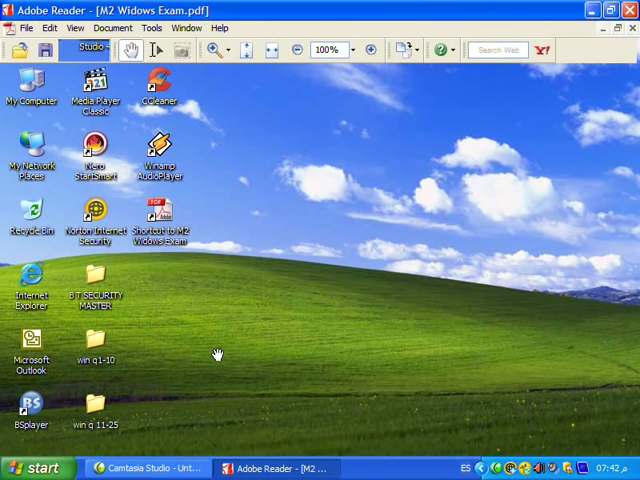 Adobe Reader - [M2 Widows Exam.pdf]
File Edit View Document Tools Window Help
Studio
100%
Search Web
Y!
My Computer
Media Player Classic
CCleaner
My Network Places
Nero StartSmart
Winamp AudioPlayer
Recycle Bin
Norton Internet Security
Shortcut to M2 Widows Exam
Internet Explorer
BT SECURITY MASTER
Microsoft Outlook
win q1-10
BSplayer
win q 11-25
start
Camtasia Studio - Unt...
Adobe Reader - [M2 ...
ES
07:42 م